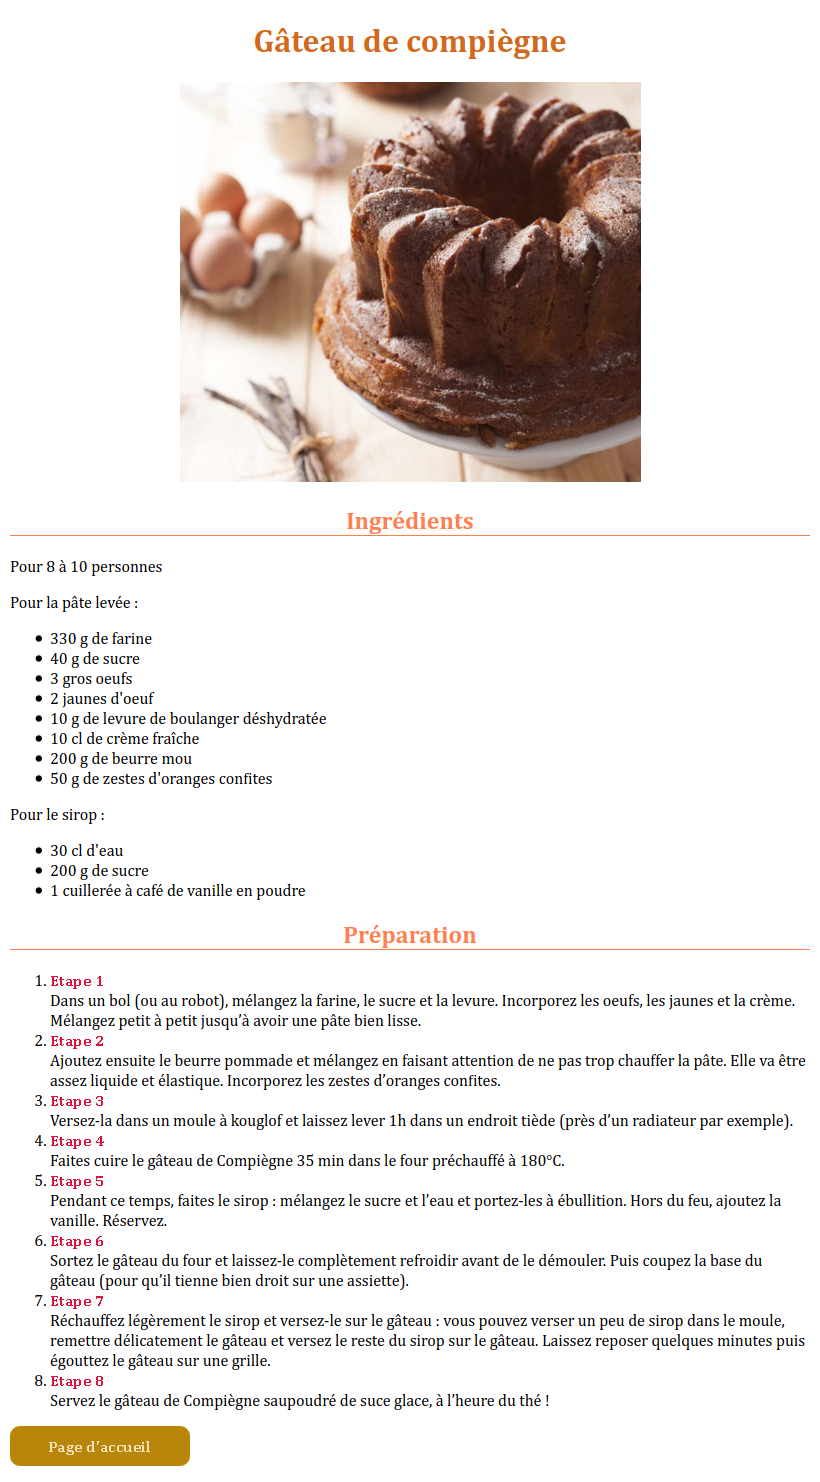 Gâteau de compiègne
Ingrédients
Pour 8 à 10 personnes
Pour la pâte levée :
330 g de farine
40 g de sucre
3 gros oeufs
2 jaunes d'oeuf
10 g de levure de boulanger déshydratée
10 cl de crème fraîche
200 g de beurre mou
50 g de zestes d'oranges confites
Pour le sirop :
30 cl d'eau
200 g de sucre
1 cuillerée à café de vanille en poudre
Préparation
1. Etape 1
Dans un bol (ou au robot), mélangez la farine, le sucre et la levure. Incorporez les oeufs, les jaunes et la crème.
Mélangez petit à petit jusqu’à avoir une pâte bien lisse.
2. Etape 2
Ajoutez ensuite le beurre pommade et mélangez en faisant attention de ne pas trop chauffer la pâte. Elle va être
assez liquide et élastique. Incorporez les zestes d’oranges confites.
3. Etape 3
Versez-la dans un moule à kouglof et laissez lever 1h dans un endroit tiède (près d’un radiateur par exemple).
4. Etape 4
Faites cuire le gâteau de Compiègne 35 min dans le four préchauffé à 180°C.
5. Etape 5
Pendant ce temps, faites le sirop : mélangez le sucre et l’eau et portez-les à ébullition. Hors du feu, ajoutez la
vanille. Réservez.
6. Etape 6
Sortez le gâteau du four et laissez-le complètement refroidir avant de le démouler. Puis coupez la base du
gâteau (pour qu’il tienne bien droit sur une assiette).
7. Etape 7
Réchauffez légèrement le sirop et versez-le sur le gâteau : vous pouvez verser un peu de sirop dans le moule,
remettre délicatement le gâteau et versez le reste du sirop sur le gâteau. Laissez reposer quelques minutes puis
égouttez le gâteau sur une grille.
8. Etape 8
Servez le gâteau de Compiègne saupoudré de suce glace, à l’heure du thé !
Page d'accueil